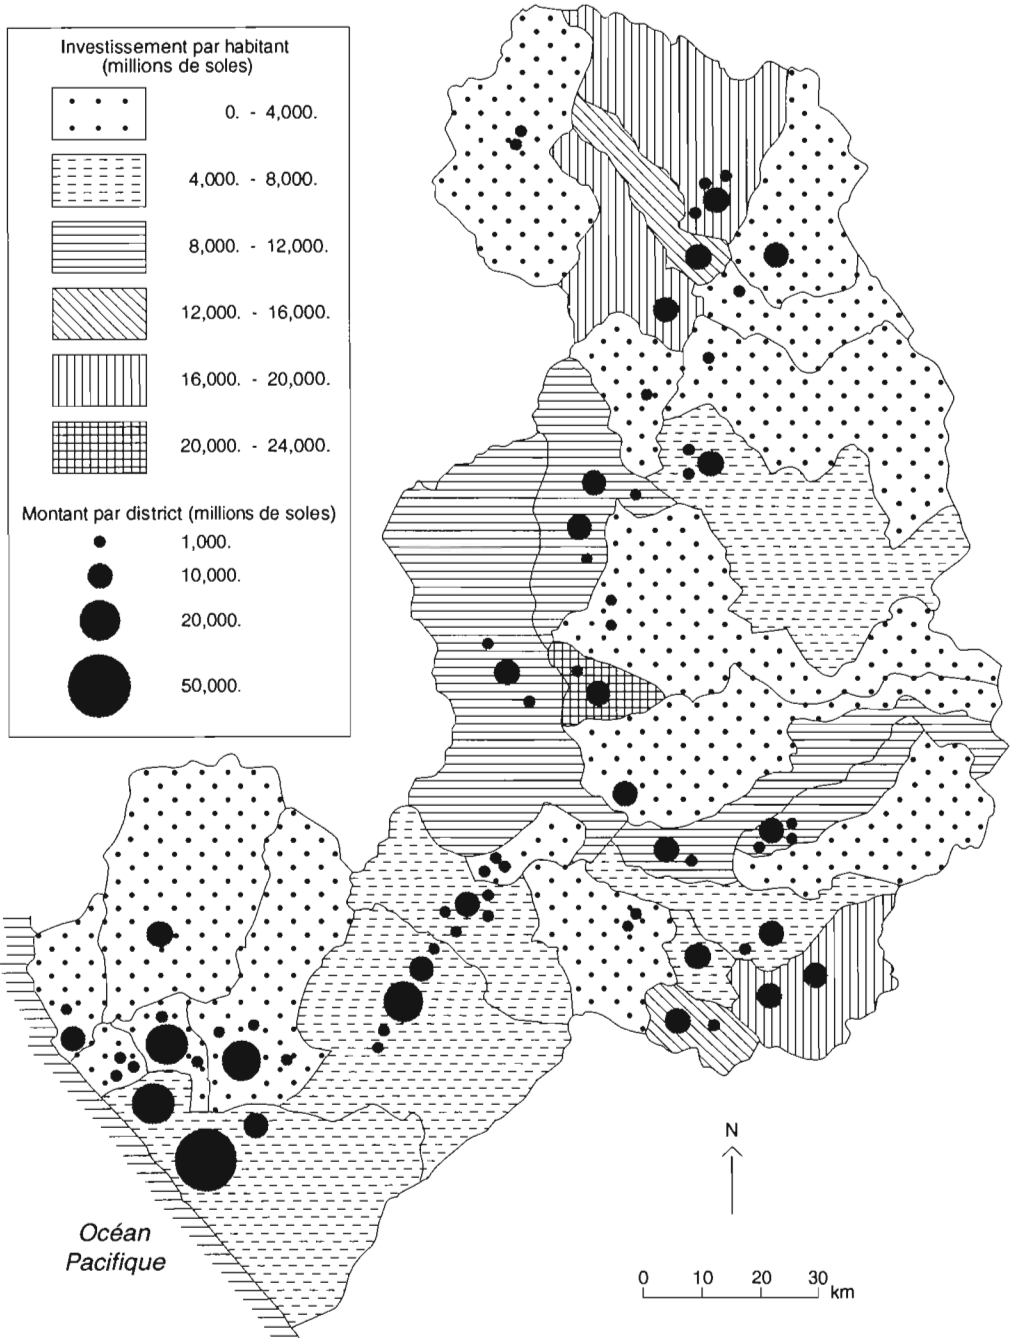 Investissement par habitant
(millions de soles)
0. - 4,000.
4,000. - 8,000.
8,000. - 12,000.
12,000. - 16,000.
16,000. - 20,000.
20,000. - 24,000.
Montant par district (millions de soles)
1,000.
10,000.
20,000.
50,000.
N
Océan
Pacifique
0 10 20 30
km